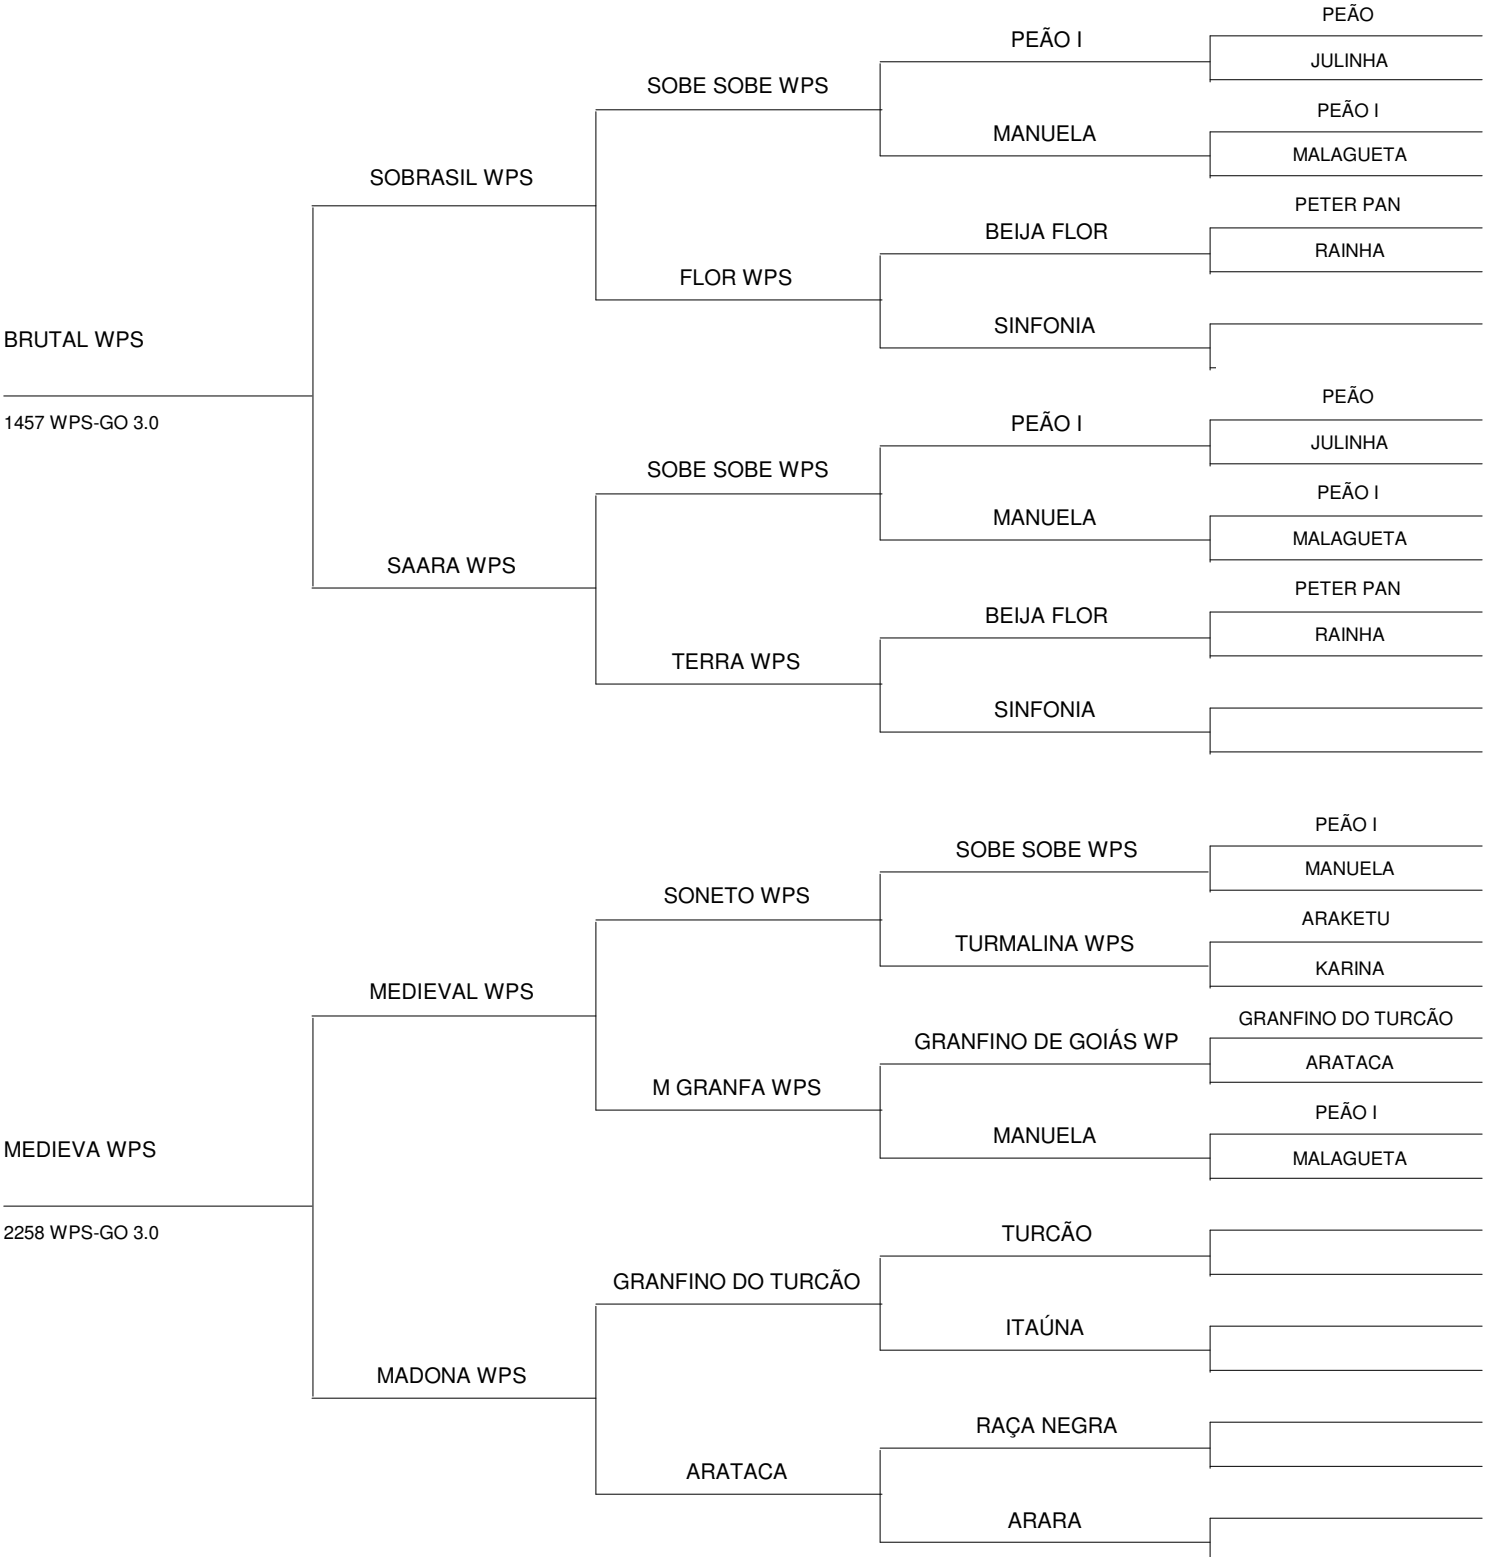 PEÃO
PEÃO I
JULINHA
SOBE SOBE WPS
PEÃO I
MANUELA
MALAGUETA
SOBRASIL WPS
PETER PAN
BEIJA FLOR
RAINHA
FLOR WPS
SINFONIA
BRUTAL WPS
1457 WPS-GO 3.0
PEÃO
PEÃO I
JULINHA
SOBE SOBE WPS
PEÃO I
MANUELA
MALAGUETA
SAARA WPS
PETER PAN
BEIJA FLOR
RAINHA
TERRA WPS
SINFONIA
PEÃO I
SOBE SOBE WPS
MANUELA
SONETO WPS
ARAKETU
TURMALINA WPS
KARINA
MEDIEVAL WPS
GRANFINO DO TURCÃO
GRANFINO DE GOIÁS WP
ARATACA
M GRANFA WPS
PEÃO I
MANUELA
MALAGUETA
MEDIEVA WPS
2258 WPS-GO 3.0
TURCÃO
GRANFINO DO TURCÃO
ITAÚNA
MADONA WPS
RAÇA NEGRA
ARATACA
ARARA